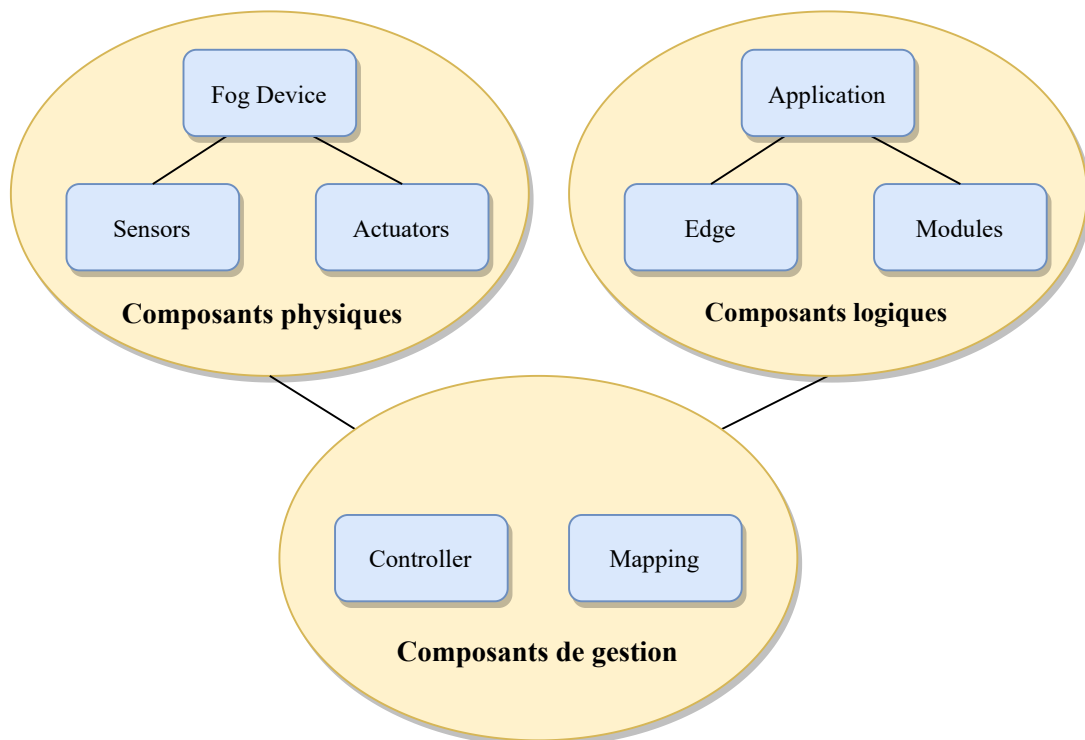 Fog Device
Sensors
Actuators
Composants physiques
Application
Edge
Modules
Composants logiques
Controller
Mapping
Composants de gestion